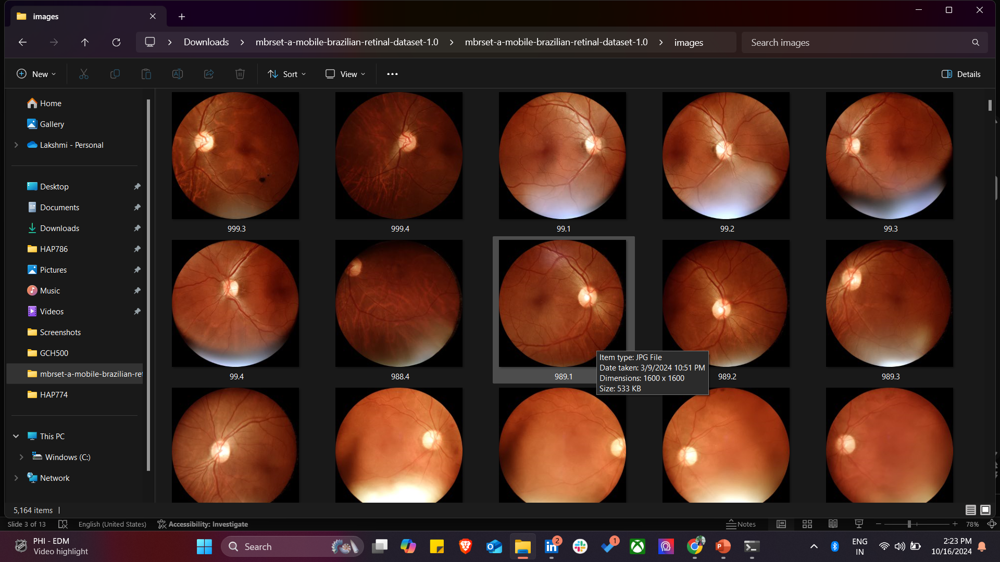 images
Downloads
mbrset-a-mobile-brazilian-retinal-dataset-1.0
mbrset-a-mobile-brazilian-retinal-dataset-1.0
images
Search images
New
Sort
View
Details
Home
Gallery
Lakshmi - Personal
Desktop
Documents
Downloads
HAP786
Pictures
Music
Videos
Screenshots
GCH500
mbrset-a-mobile-brazilian-ret
HAP774
This PC
Windows (C:)
Network
999.3
999.4
99.1
99.2
99.3
99.4
988.4
989.1
989.2
989.3
Item type: JPG File
Date taken: 3/9/2024 10:51 PM
Dimensions: 1600 x 1600
Size: 533 KB
5,164 items
Slide 3 of 13
English (United States)
Accessibility: Investigate
Notes
78%
PHI - EDM
Video highlight
Search
2
1
ENG
IN
2:23 PM
10/16/2024